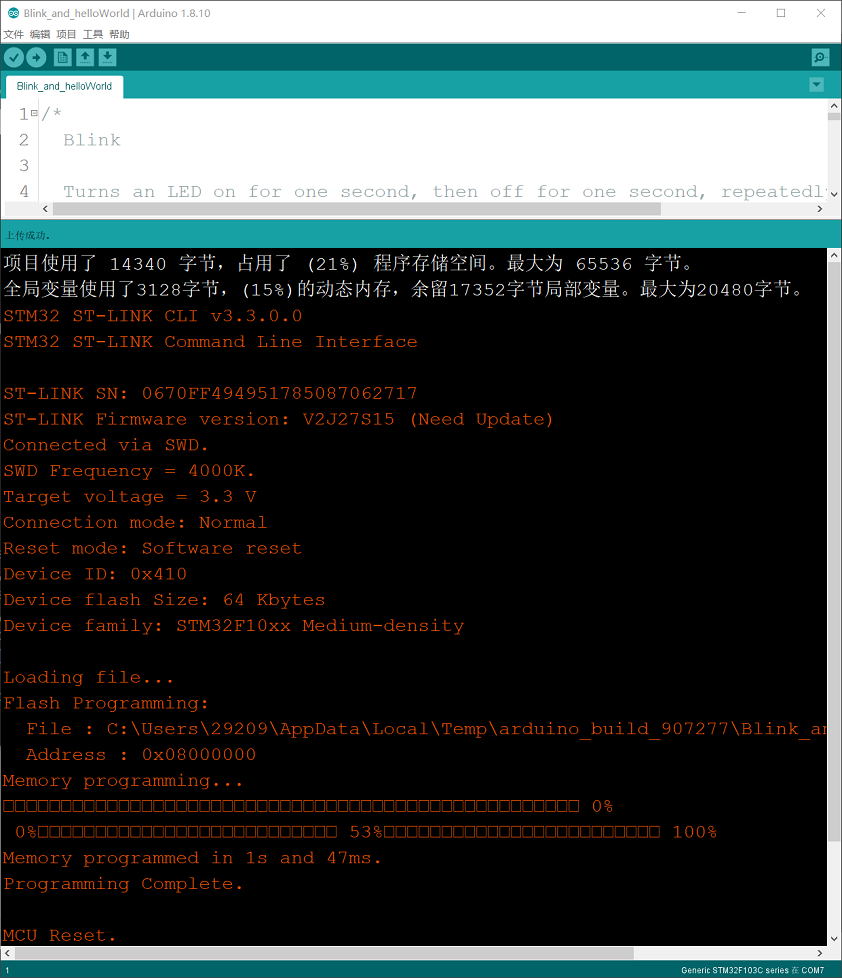 Blink_and_helloWorld | Arduino 1.8.10
文件 编辑 项目 工具 帮助
Blink_and_helloWorld
1 /*
2 Blink
3
4 Turns an LED on for one second, then off for one second, repeatedl
上传成功。
项目使用了 14340 字节，占用了 (21%) 程序存储空间。最大为 65536 字节。
全局变量使用了3128字节，(15%)的动态内存，余留17352字节局部变量。最大为20480字节。
STM32 ST-LINK CLI v3.3.0.0
STM32 ST-LINK Command Line Interface
ST-LINK SN: 0670FF494951785087062717
ST-LINK Firmware version: V2J27S15 (Need Update)
Connected via SWD.
SWD Frequency = 4000K.
Target voltage = 3.3 V
Connection mode: Normal
Reset mode: Software reset
Device ID: 0x410
Device flash Size: 64 Kbytes
Device family: STM32F10xx Medium-density
Loading file...
Flash Programming:
File : C:\Users\29209\AppData\Local\Temp\arduino_build_907277\Blink_an
Address : 0x08000000
Memory programming...
0%
0% 53% 100%
Memory programmed in 1s and 47ms.
Programming Complete.
MCU Reset.
1 Generic STM32F103C series 在 COM7